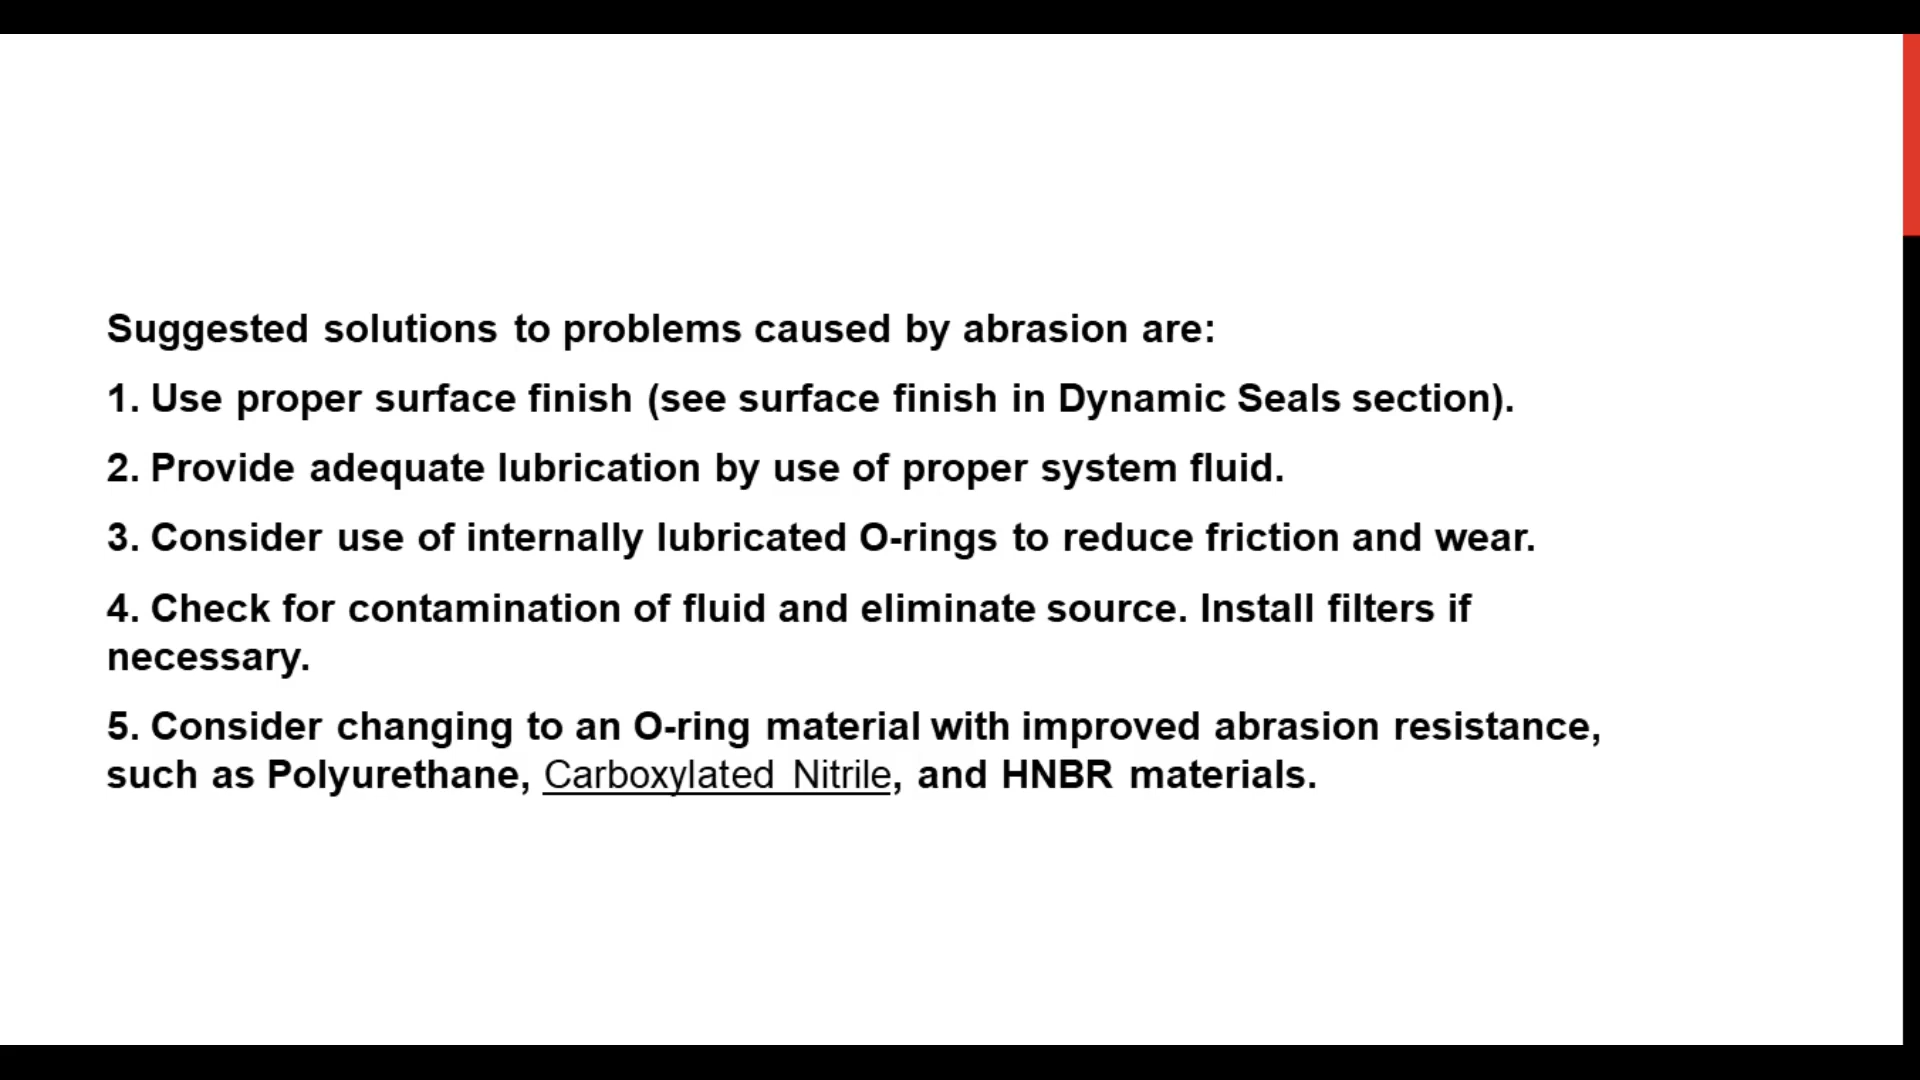 Suggested solutions to problems caused by abrasion are:
1. Use proper surface finish (see surface finish in Dynamic Seals section).
2. Provide adequate lubrication by use of proper system fluid.
3. Consider use of internally lubricated O-rings to reduce friction and wear.
4. Check for contamination of fluid and eliminate source. Install filters if
necessary.
5. Consider changing to an O-ring material with improved abrasion resistance,
such as Polyurethane, Carboxylated Nitrile, and HNBR materials.